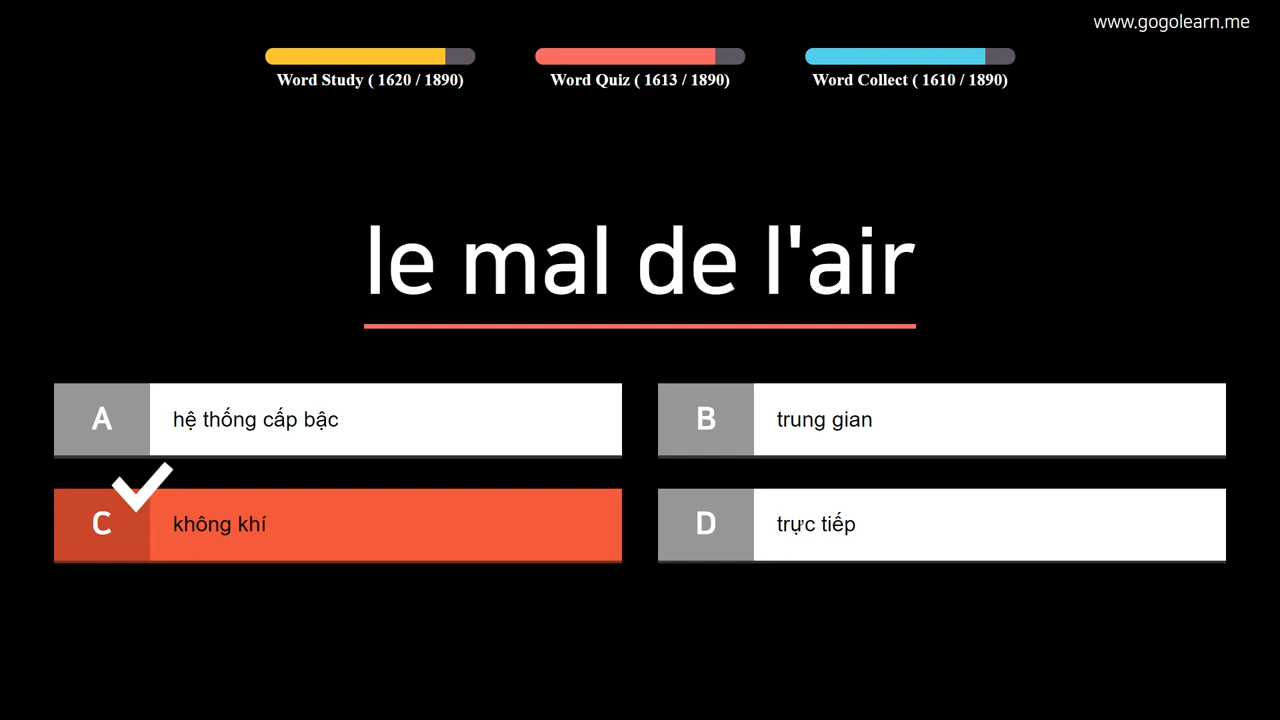 www.gogolearn.me
Word Study ( 1620 / 1890)
Word Quiz ( 1613 / 1890)
Word Collect ( 1610 / 1890)
le mal de l'air
A
hệ thống cấp bậc
B
trung gian
C
không khí
D
trực tiếp